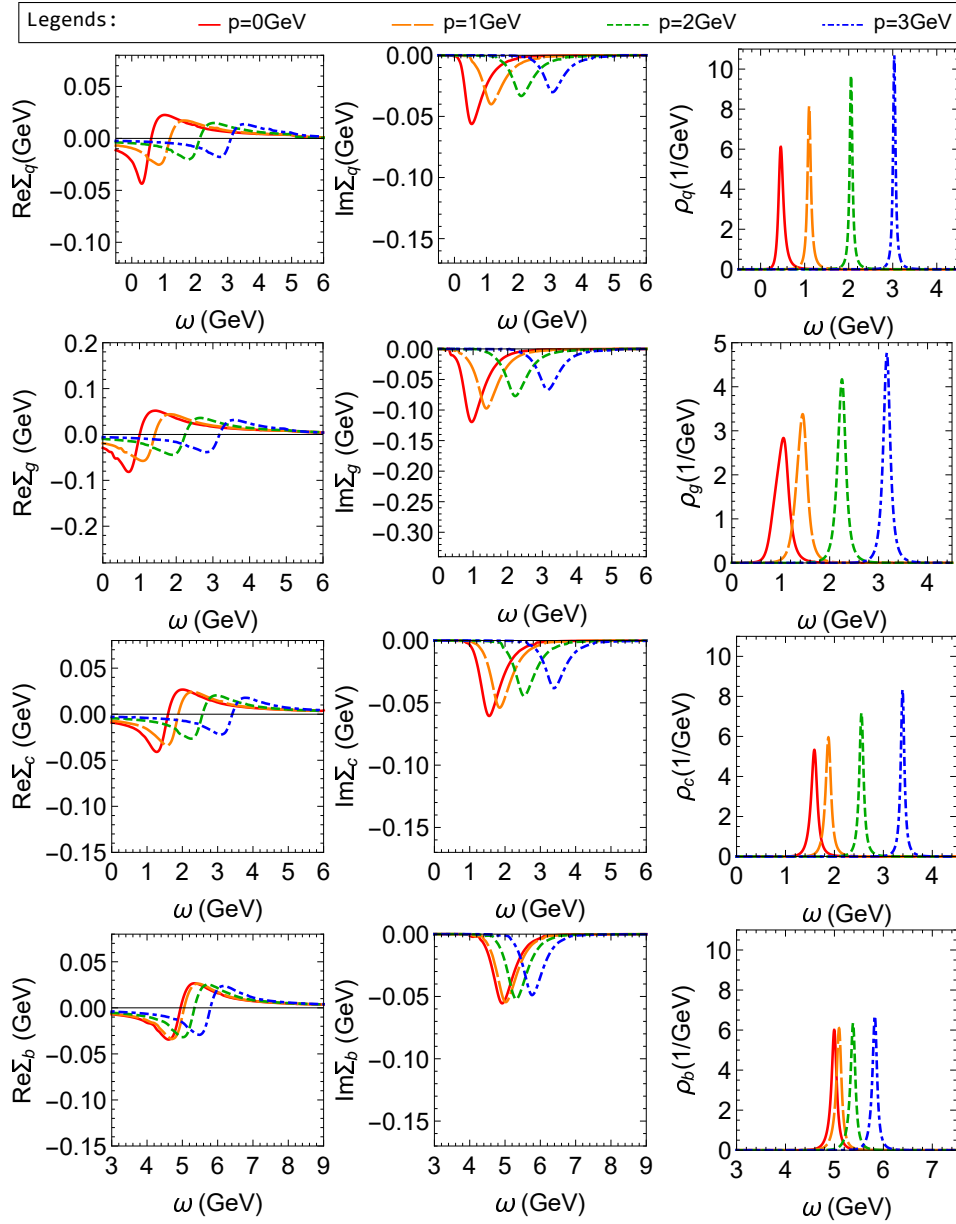 Legends: p=0GeV p=1GeV p=2GeV p=3GeV
0.05
0.00
-0.05
-0.10
ReΣq(GeV)
0 1 2 3 4 5 6
ω (GeV)
0.00
-0.05
-0.10
-0.15
ImΣq(GeV)
0 1 2 3 4 5 6
ω (GeV)
10
8
6
4
2
0
ρq(1/GeV)
0 1 2 3 4
ω (GeV)
0.2
0.1
0.0
-0.1
-0.2
ReΣg (GeV)
0 1 2 3 4 5 6
ω (GeV)
0.00
-0.05
-0.10
-0.15
-0.20
-0.25
-0.30
ImΣg (GeV)
0 1 2 3 4 5 6
ω (GeV)
5
4
3
2
1
0
ρg(1/GeV)
0 1 2 3 4
ω (GeV)
0.05
0.00
-0.05
-0.10
-0.15
ReΣc (GeV)
0 1 2 3 4 5 6
ω (GeV)
0.00
-0.05
-0.10
-0.15
ImΣc (GeV)
0 1 2 3 4 5 6
ω (GeV)
10
8
6
4
2
0
ρc(1/GeV)
0 1 2 3 4
ω (GeV)
0.05
0.00
-0.05
-0.10
-0.15
ReΣb (GeV)
3 4 5 6 7 8 9
ω (GeV)
0.00
-0.05
-0.10
-0.15
ImΣb (GeV)
3 4 5 6 7 8 9
ω (GeV)
10
8
6
4
2
0
ρb(1/GeV)
3 4 5 6 7
ω (GeV)